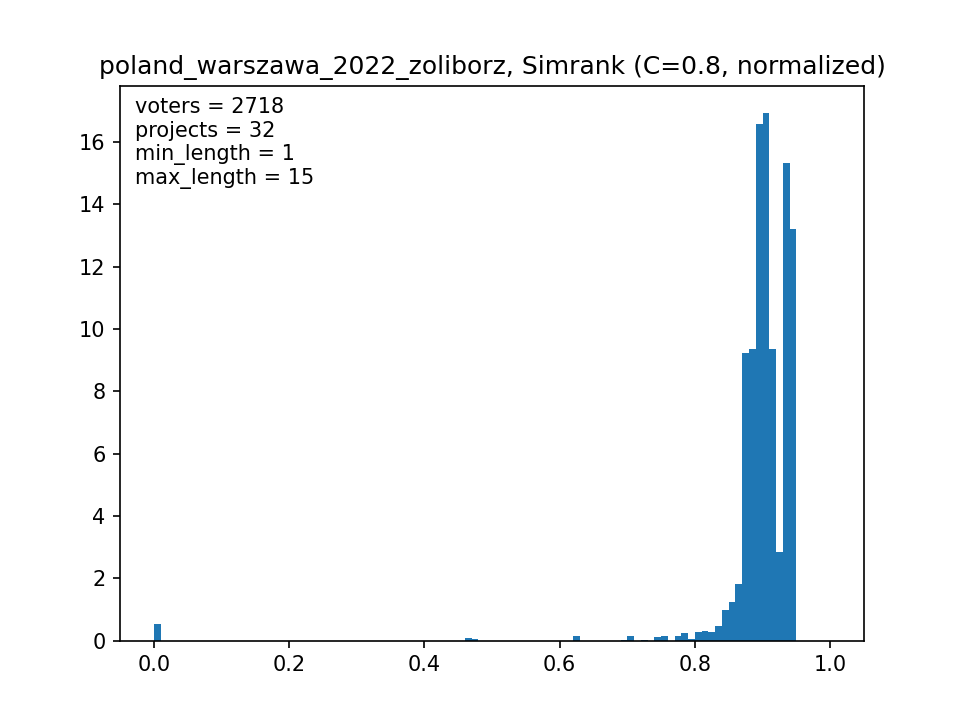 poland_warszawa_2022_zoliborz, Simrank (C=0.8, normalized)
voters = 2718
projects = 32
min_length = 1
max_length = 15
16
14
12
10
8
6
4
2
0
0.0 0.2 0.4 0.6 0.8 1.0